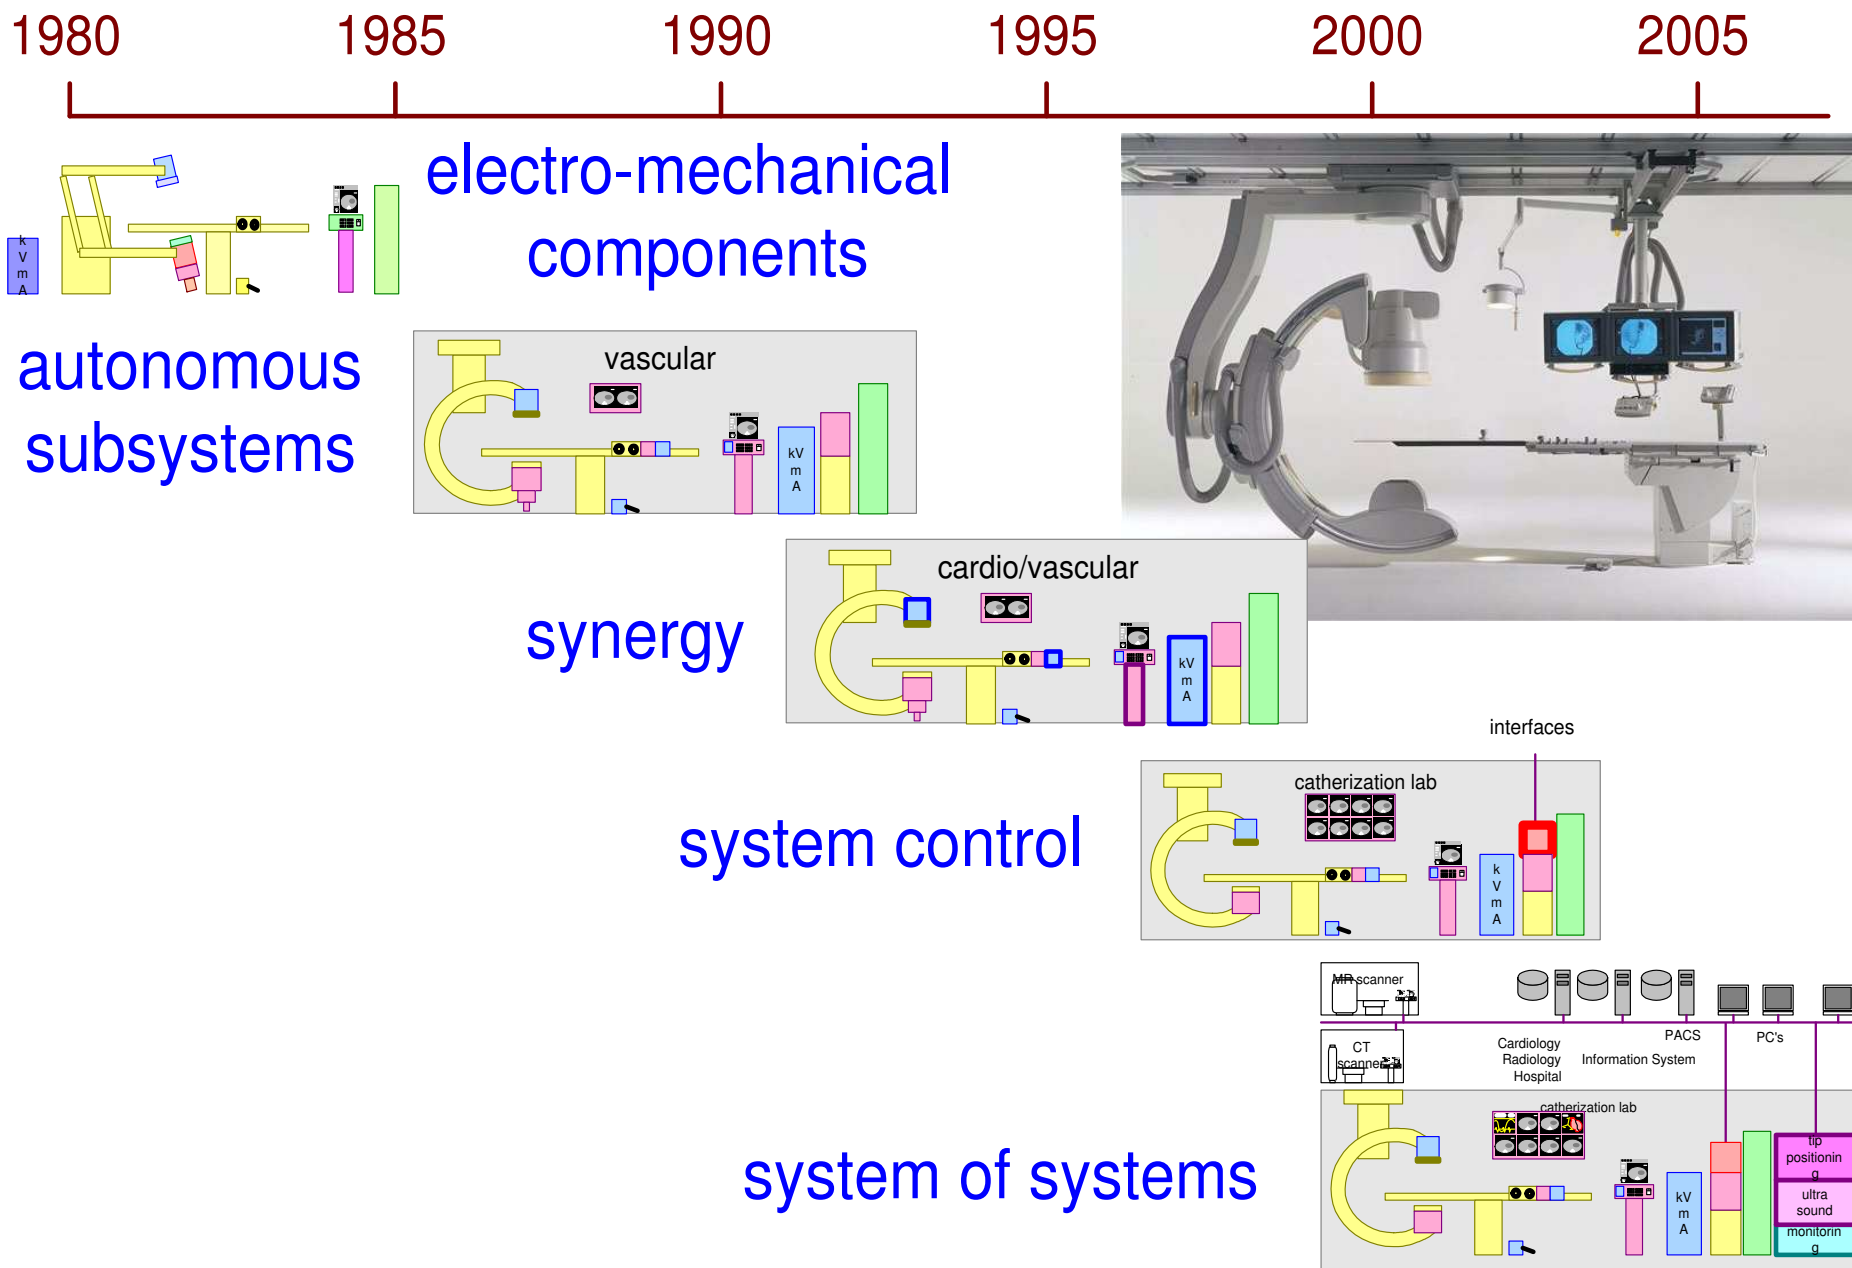 1980 1985 1990 1995 2000 2005
electro-mechanical
components
k
V
m
A
autonomous
subsystems
vascular
kV
m
A
synergy
cardio/vascular
kV
m
A
interfaces
system control
catherization lab
k
V
m
A
MR scanner
CT
scanner
Cardiology
Radiology
Hospital
Information System
PACS
PC's
system of systems
catherization lab
kV
m
A
tip
positionin
g
ultra
sound
monitorin
g